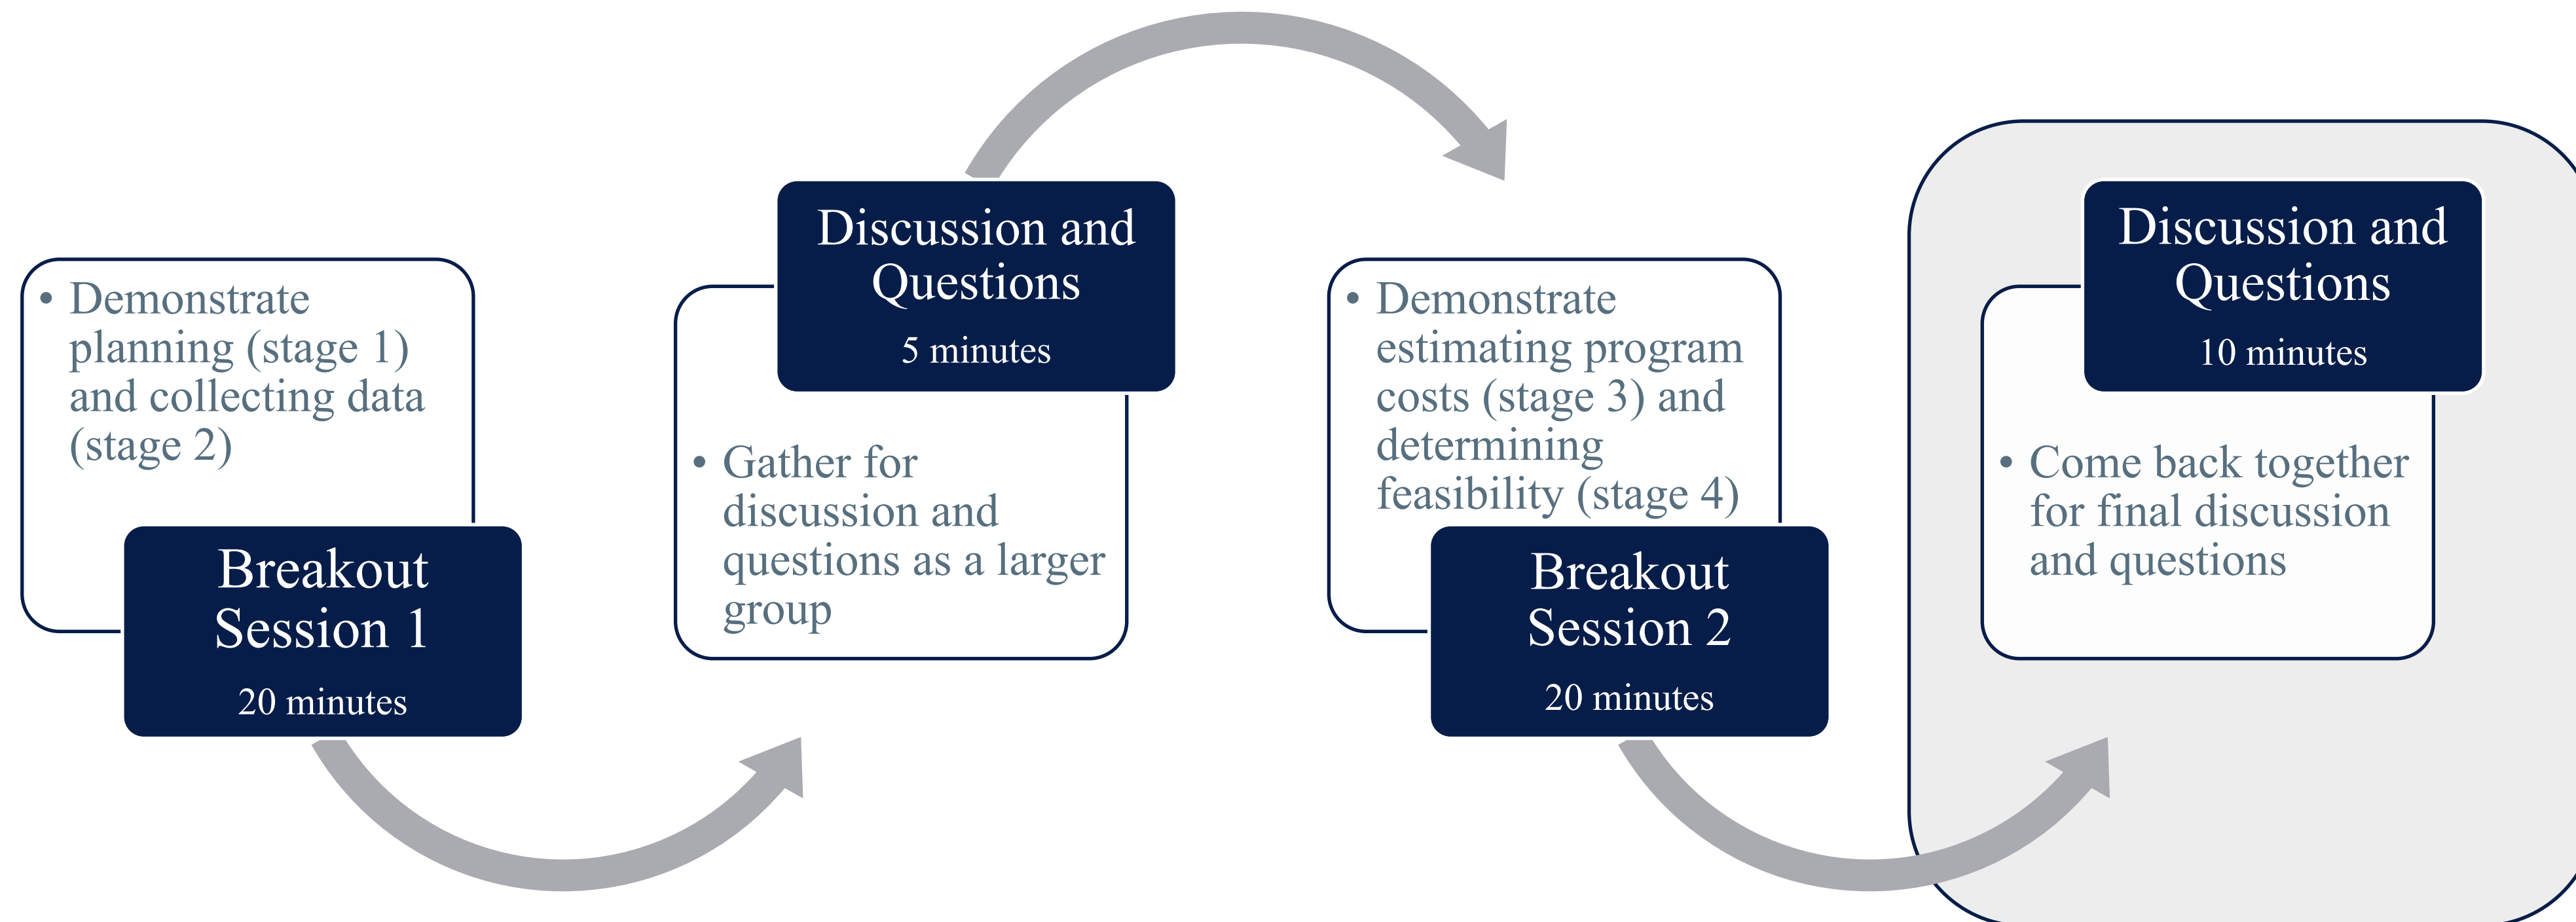 • Demonstrate
planning (stage 1)
and collecting data
(stage 2)
Breakout
Session 1
20 minutes
Discussion and
Questions
5 minutes
• Gather for
discussion and
questions as a larger
group
• Demonstrate
estimating program
costs (stage 3) and
determining
feasibility (stage 4)
Breakout
Session 2
20 minutes
Discussion and
Questions
10 minutes
• Come back together
for final discussion
and questions